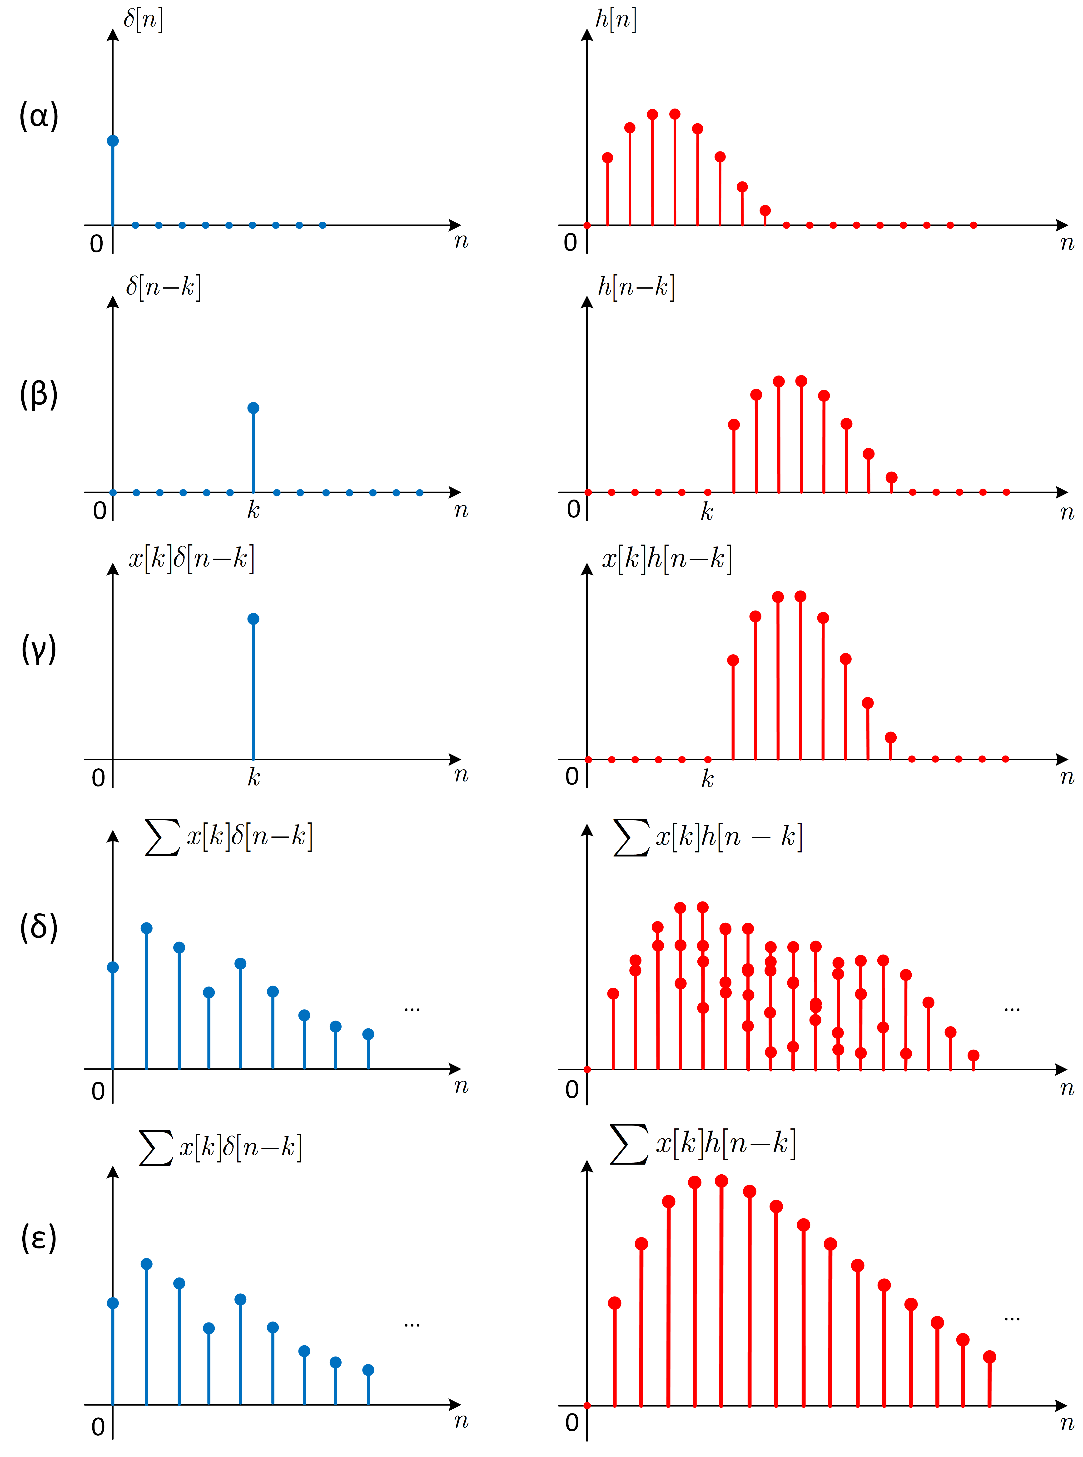 δ[n] h[n]
(α)
0 n 0 n
δ[n−k] h[n−k]
(β)
0 k n 0 k n
x[k]δ[n−k] x[k]h[n−k]
(γ)
0 k n 0 k n
∑ x[k]δ[n−k] ∑ x[k]h[n − k]
(δ)
... ...
0 n 0 n
∑ x[k]δ[n−k] ∑ x[k]h[n−k]
(ε)
... ...
0 n 0 n